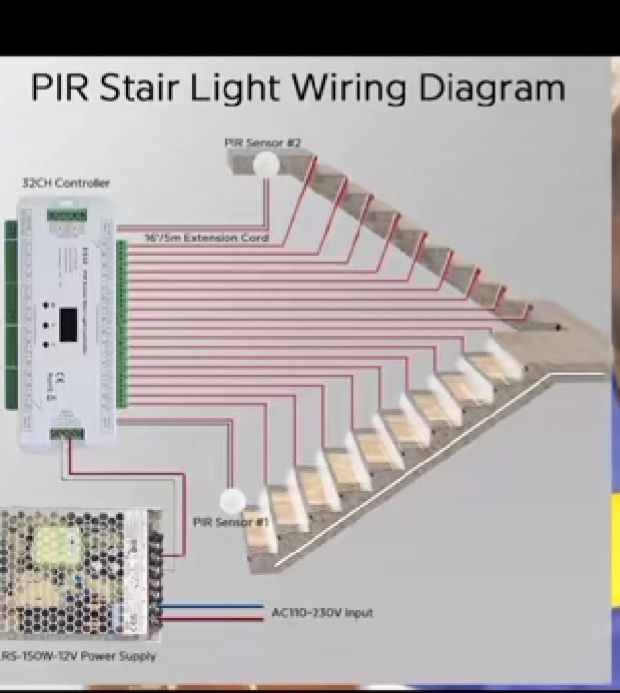 PIR Stair Light Wiring Diagram
PIR Sensor #2
32CH Controller
16'/5m Extension Cord
PIR Sensor #1
AC110-230V Input
LRS-150W-12V Power Supply